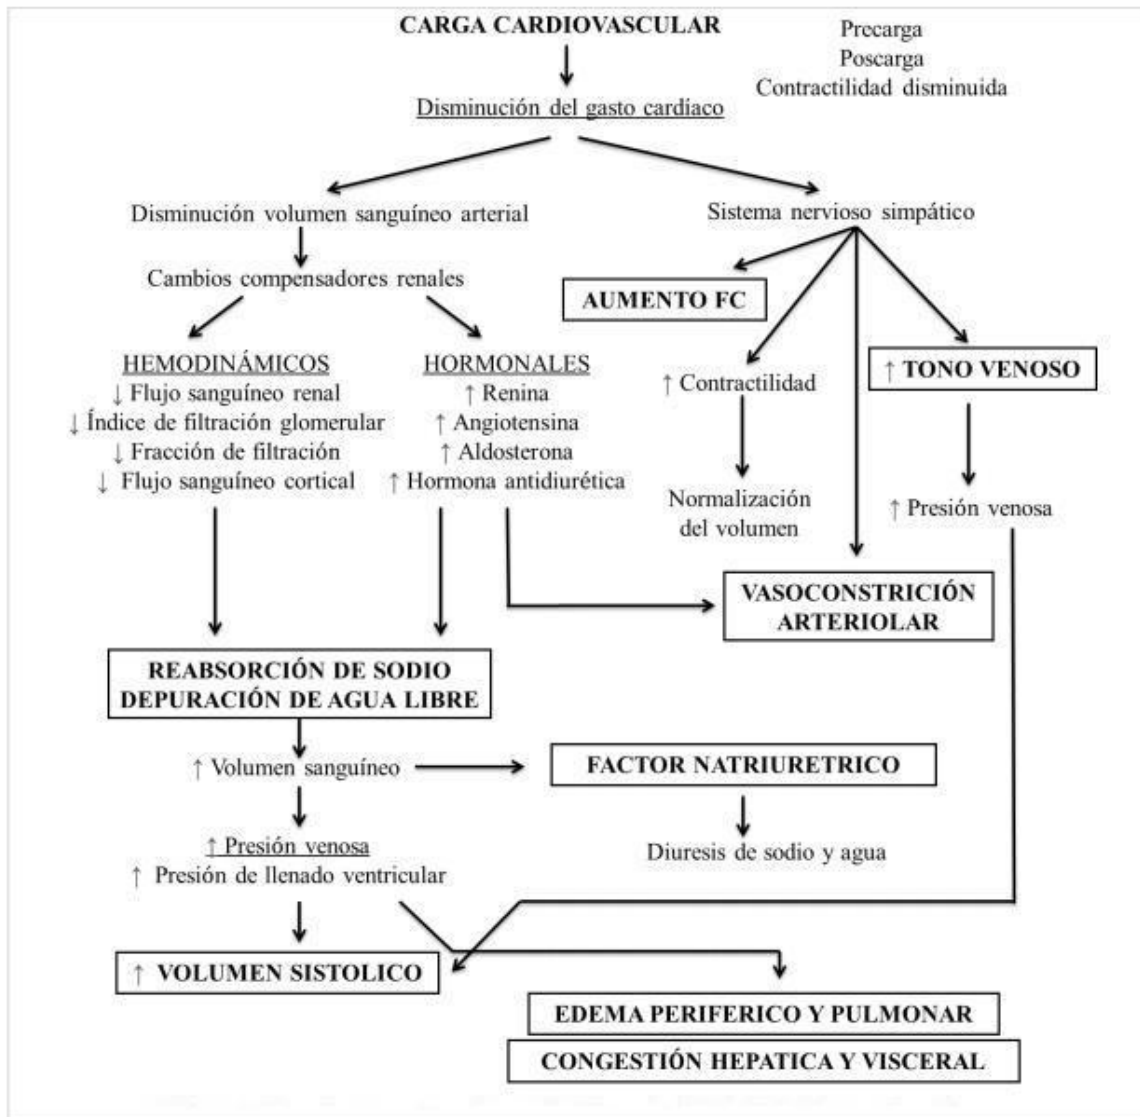 CARGA CARDIOVASCULAR
Precarga
Poscarga
Contractilidad disminuida
Disminución del gasto cardíaco
Disminución volumen sanguíneo arterial
Sistema nervioso simpático
Cambios compensadores renales
AUMENTO FC
HEMODINÁMICOS
↓ Flujo sanguíneo renal
↓ Índice de filtración glomerular
↓ Fracción de filtración
↓ Flujo sanguíneo cortical
HORMONALES
↑ Renina
↑ Angiotensina
↑ Aldosterona
↑ Hormona antidiurética
↑ Contractilidad
↑ TONO VENOSO
Normalización
del volumen
↑ Presión venosa
VASOCONSTRICIÓN
ARTERIOLAR
REABSORCIÓN DE SODIO
DEPURACIÓN DE AGUA LIBRE
↑ Volumen sanguíneo
FACTOR NATRIURETRICO
↑ Presión venosa
↑ Presión de llenado ventricular
Diuresis de sodio y agua
↑ VOLUMEN SISTOLICO
EDEMA PERIFERICO Y PULMONAR
CONGESTIÓN HEPATICA Y VISCERAL